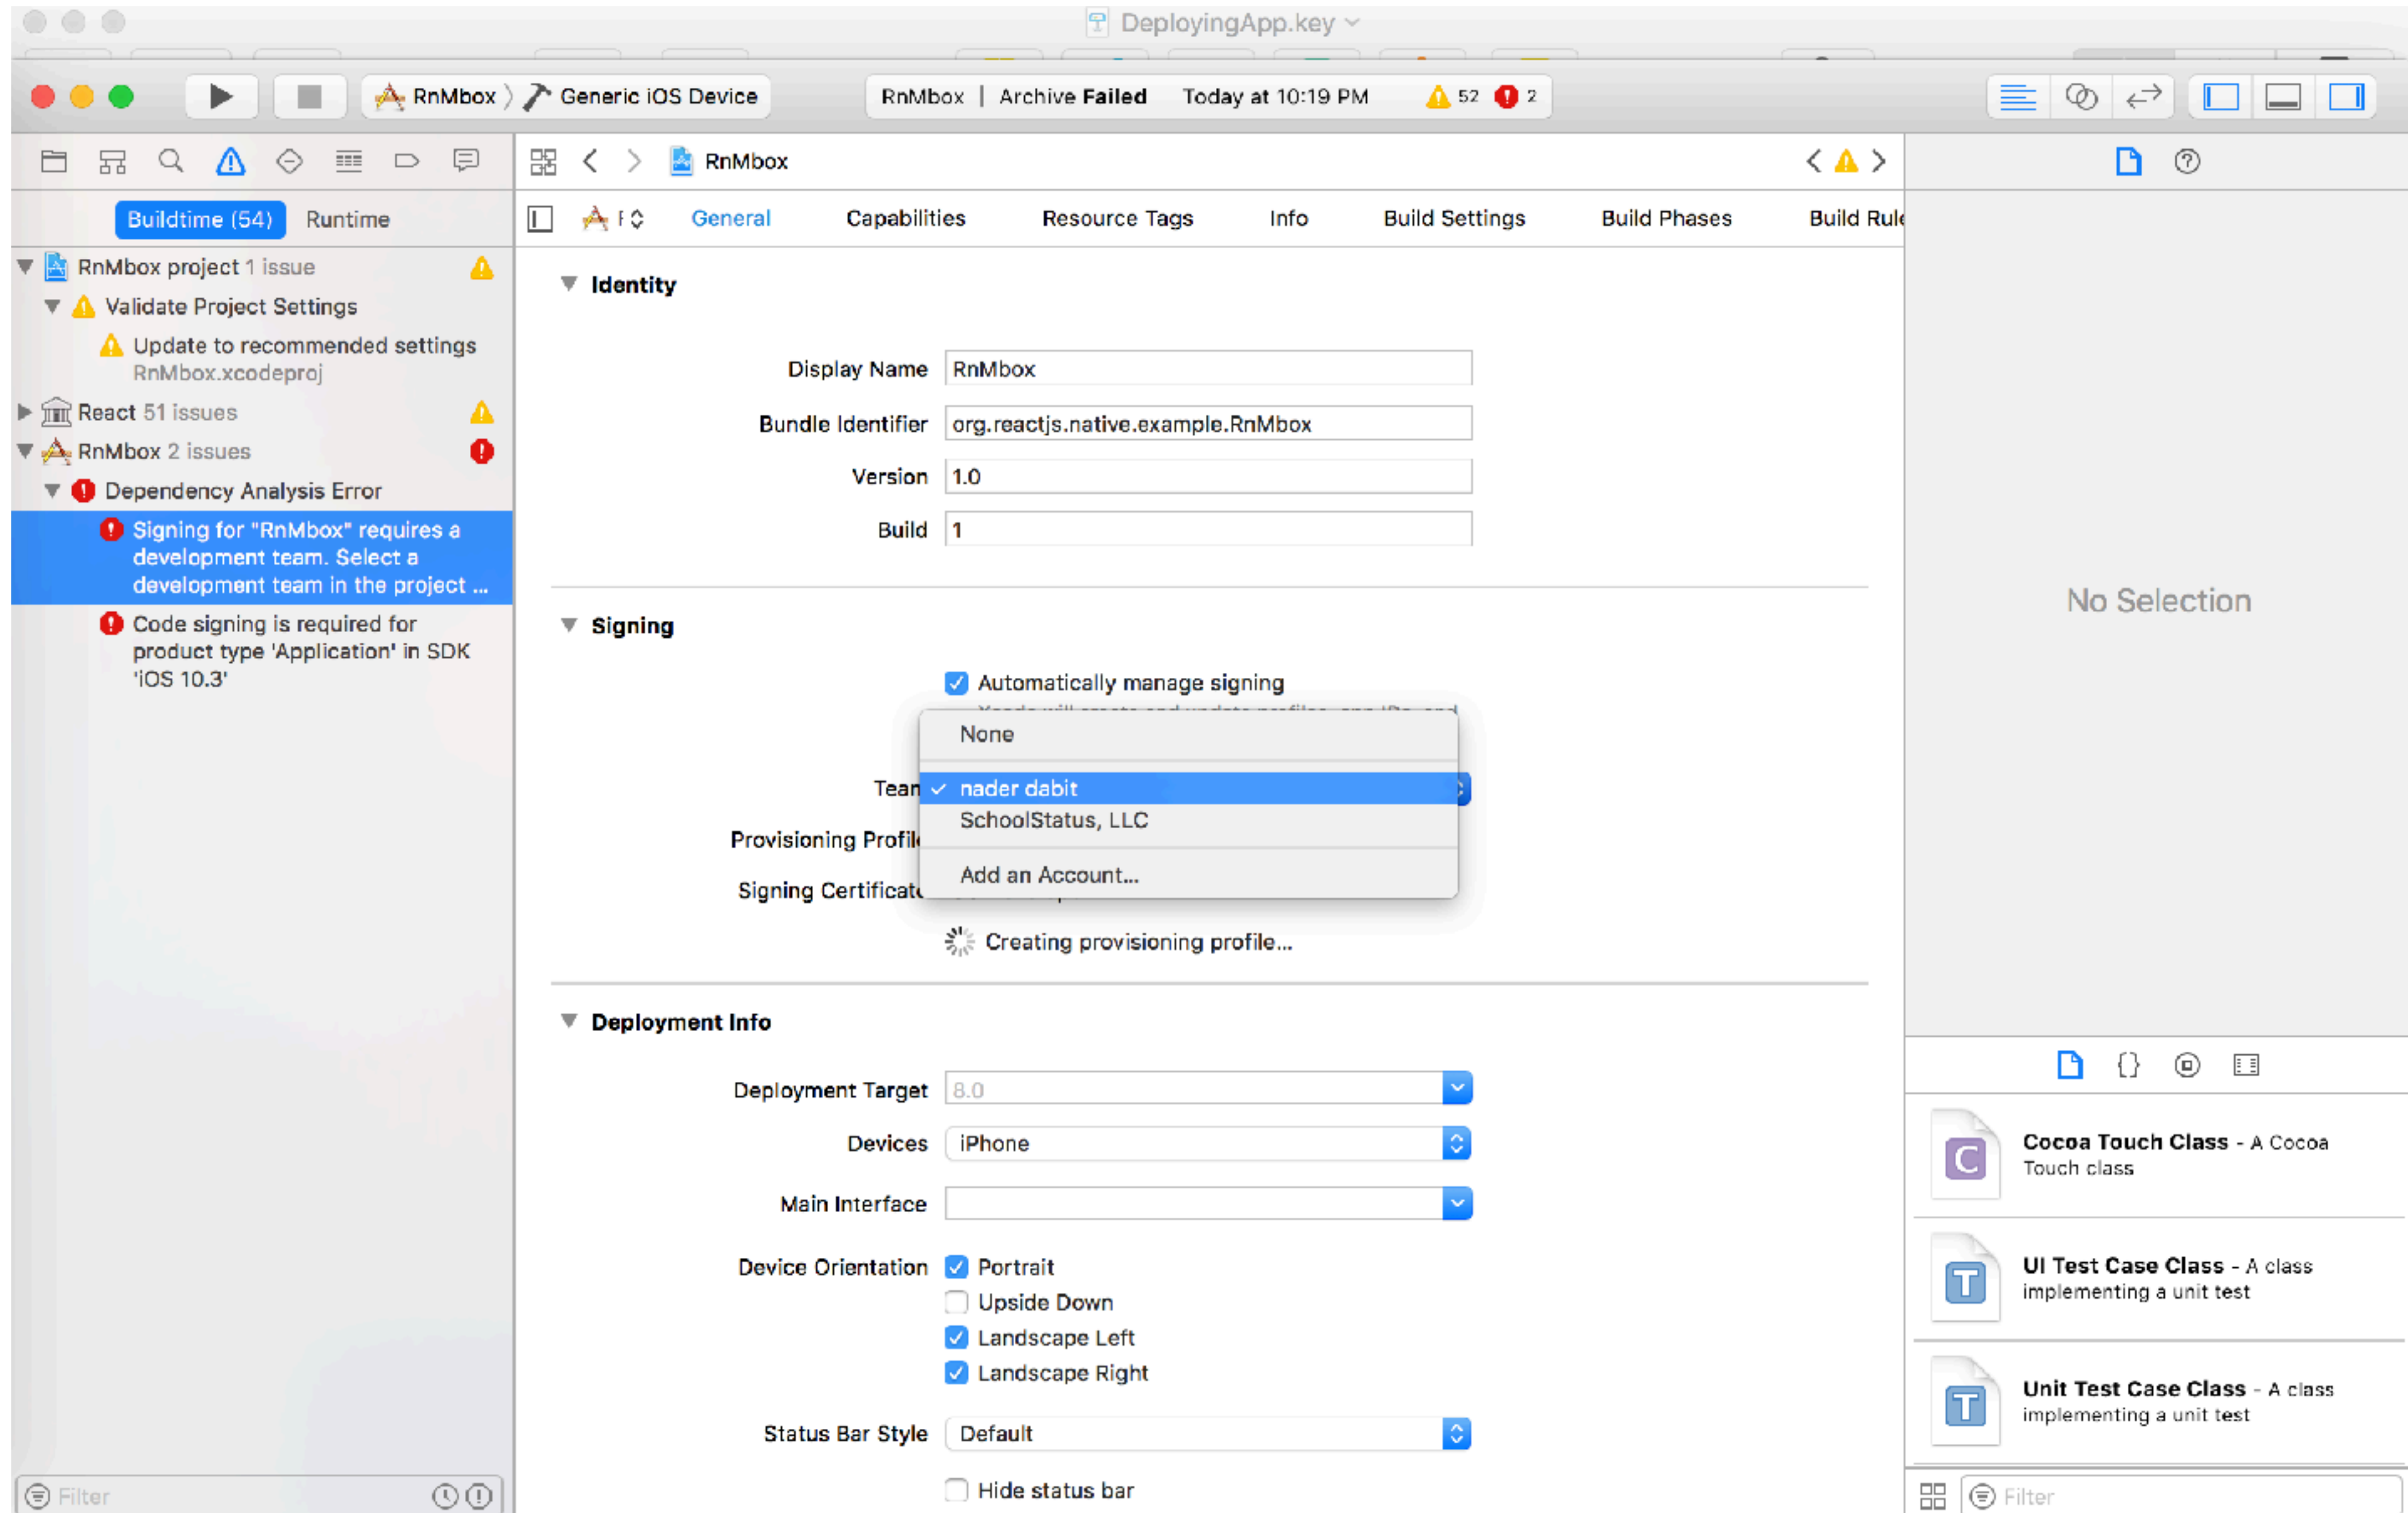 DeployingApp.key
RnMbox Generic iOS Device
RnMbox | Archive Failed Today at 10:19 PM 52 2
RnMbox
Buildtime (54) Runtime
General Capabilities Resource Tags Info Build Settings Build Phases Build Rule
RnMbox project 1 issue
Validate Project Settings
Update to recommended settings
RnMbox.xcodeproj
React 51 issues
RnMbox 2 issues
Dependency Analysis Error
Signing for "RnMbox" requires a
development team. Select a
development team in the project ...
Code signing is required for
product type 'Application' in SDK
'iOS 10.3'
Filter
Identity
Display Name RnMbox
Bundle Identifier org.reactjs.native.example.RnMbox
Version 1.0
Build 1
Signing
Automatically manage signing
None
Team nader dabit
SchoolStatus, LLC
Provisioning Profile
Add an Account...
Signing Certificate
Creating provisioning profile...
Deployment Info
Deployment Target 8.0
Devices iPhone
Main Interface
Device Orientation Portrait
Upside Down
Landscape Left
Landscape Right
Status Bar Style Default
Hide status bar
No Selection
Cocoa Touch Class - A Cocoa
Touch class
UI Test Case Class - A class
implementing a unit test
Unit Test Case Class - A class
implementing a unit test
Filter